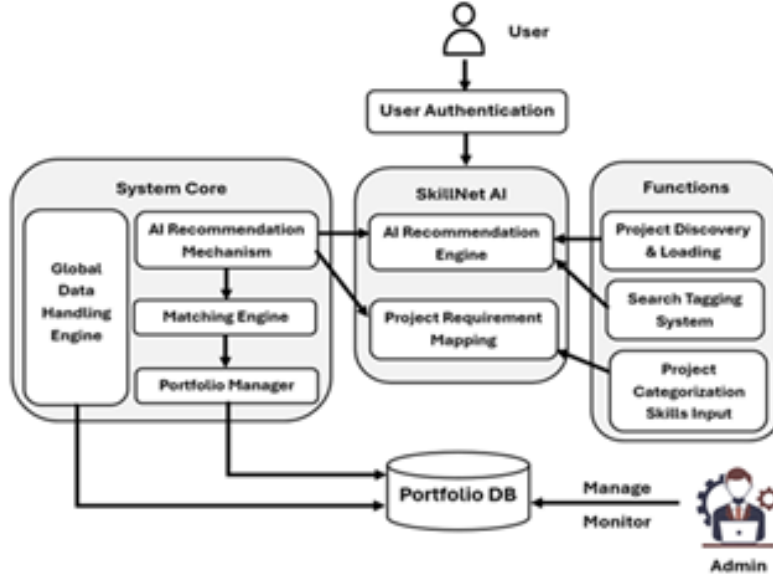 User
User Authentication
System Core
Global
Data
Handling
Engine
AI Recommendation
Mechanism
Matching Engine
Portfolio Manager
SkillNet AI
AI Recommendation
Engine
Project Requirement
Mapping
Functions
Project Discovery
& Loading
Search Tagging
System
Project
Categorization
Skills Input
Portfolio DB
Manage
Monitor
Admin